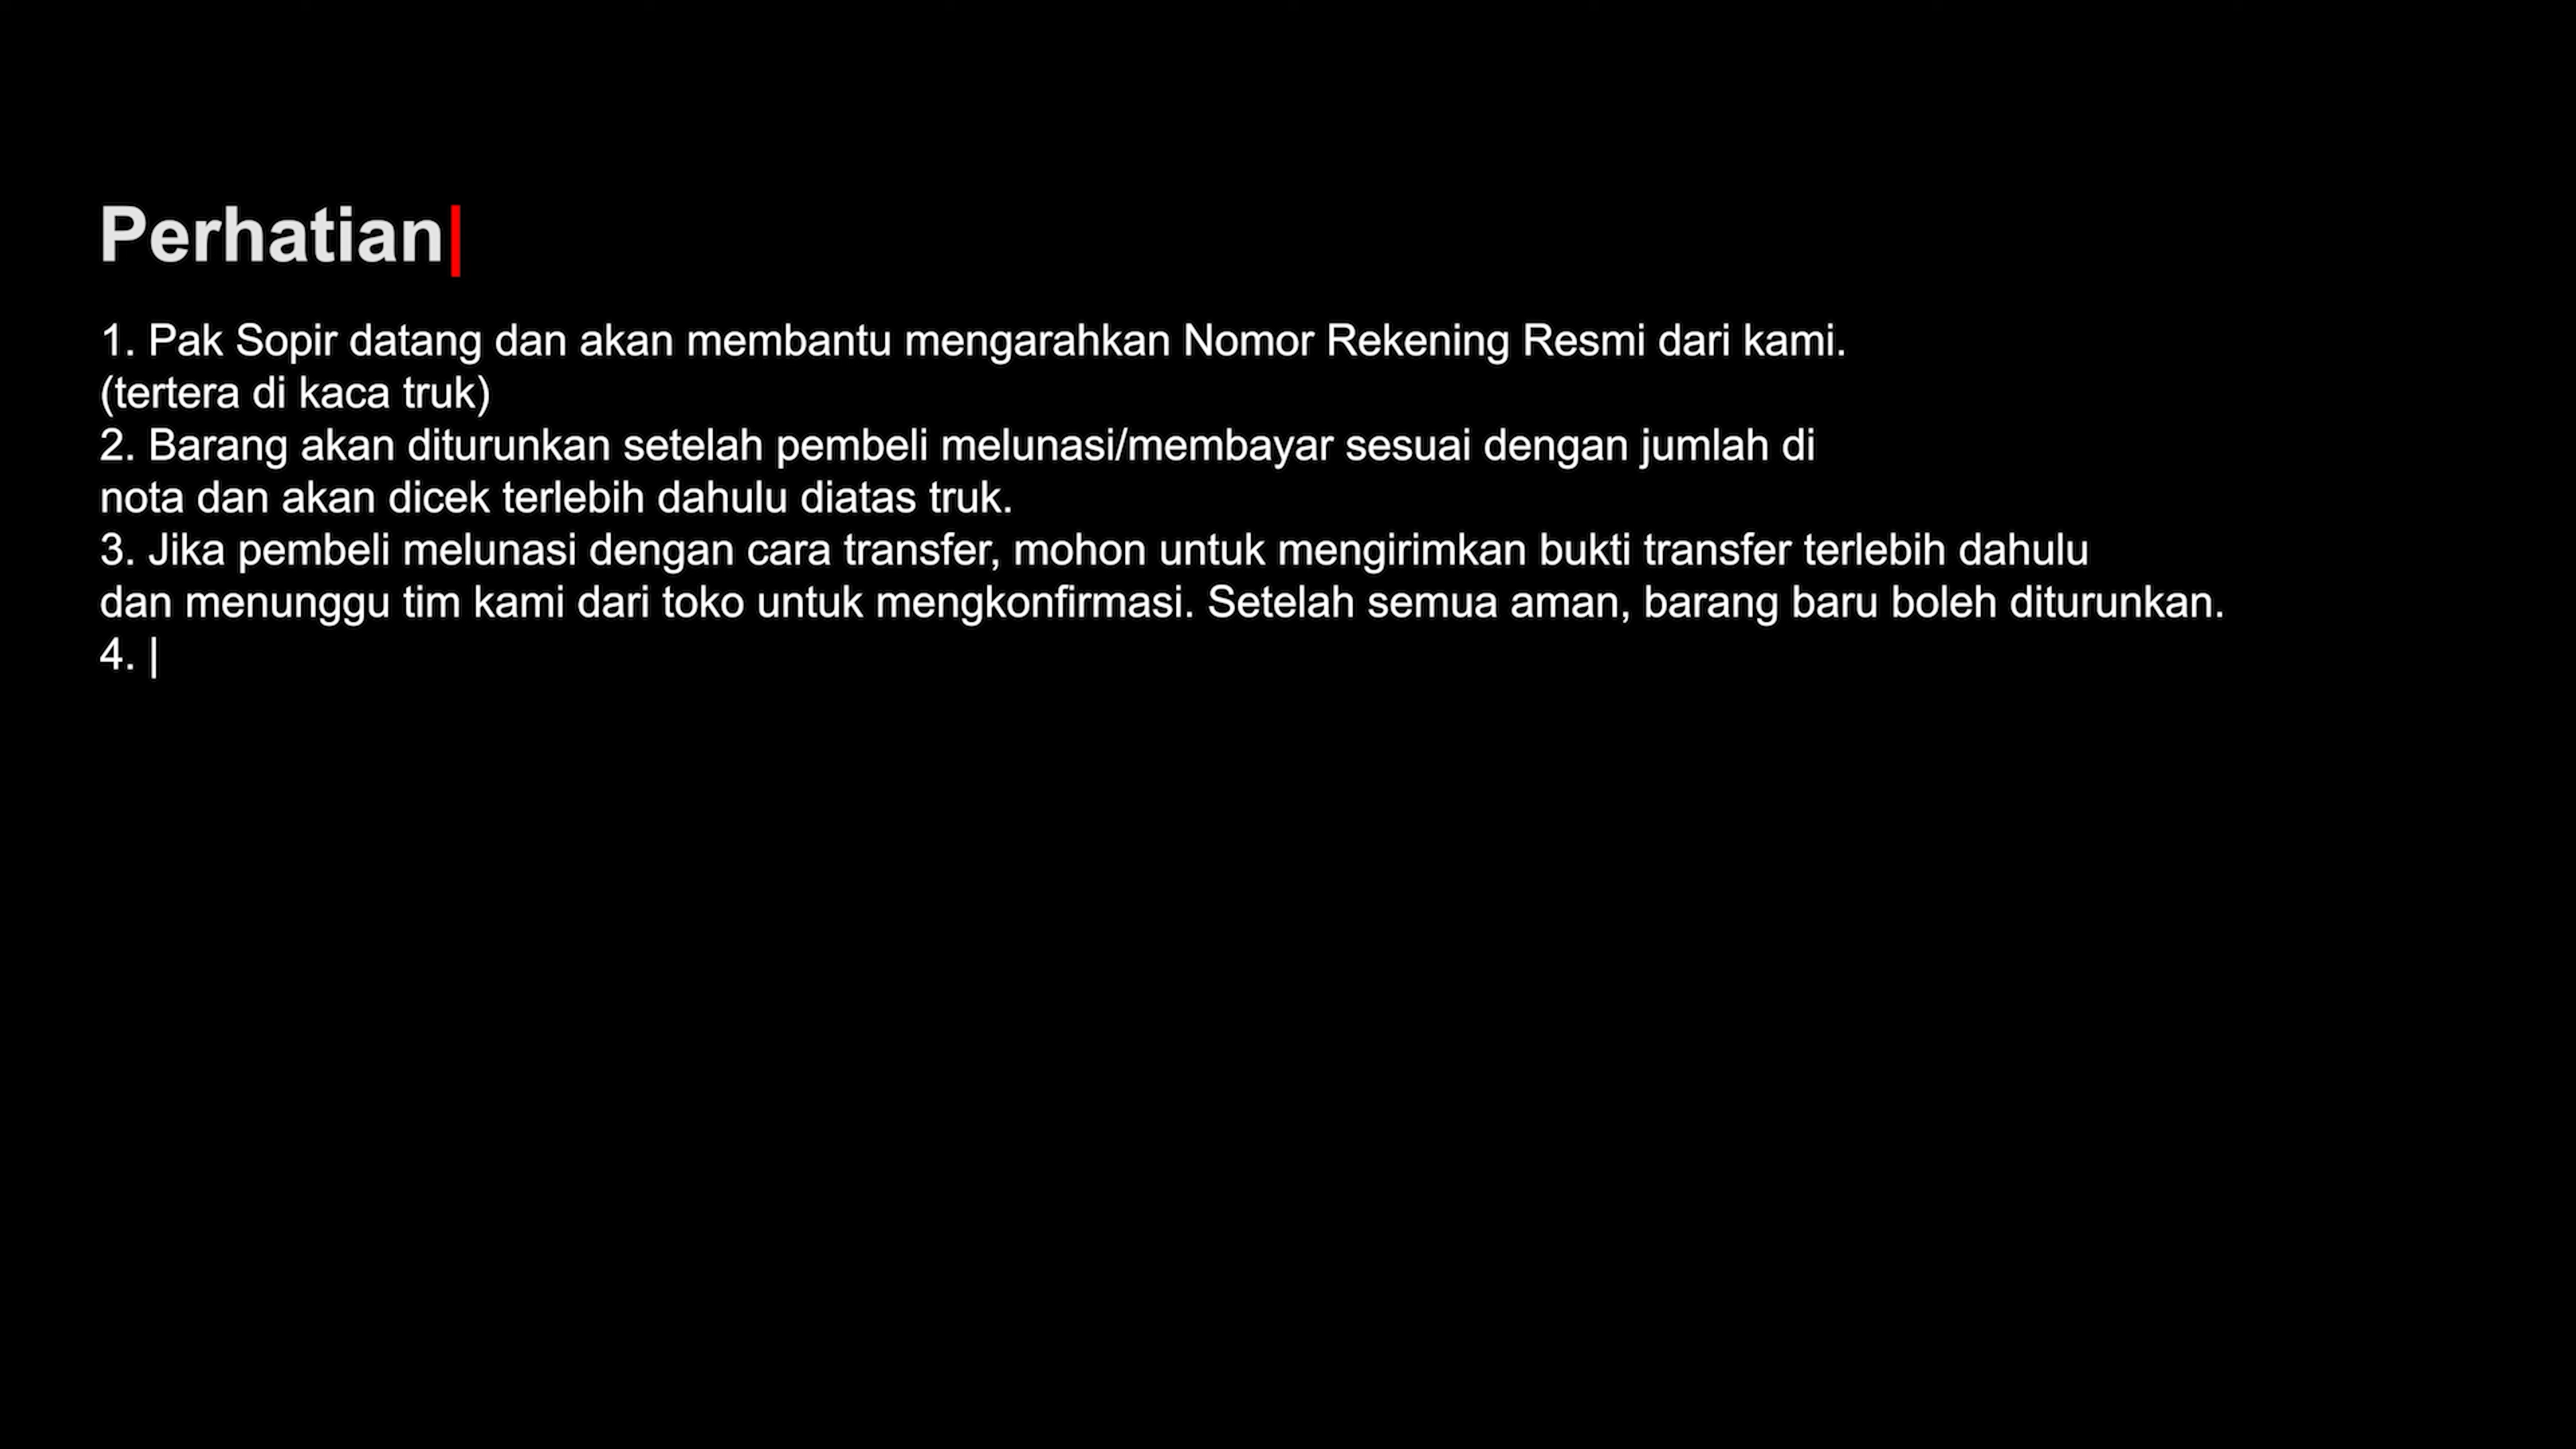 Perhatian|
1. Pak Sopir datang dan akan membantu mengarahkan Nomor Rekening Resmi dari kami.
(tertera di kaca truk)
2. Barang akan diturunkan setelah pembeli melunasi/membayar sesuai dengan jumlah di
nota dan akan dicek terlebih dahulu diatas truk.
3. Jika pembeli melunasi dengan cara transfer, mohon untuk mengirimkan bukti transfer terlebih dahulu
dan menunggu tim kami dari toko untuk mengkonfirmasi. Setelah semua aman, barang baru boleh diturunkan.
4. |